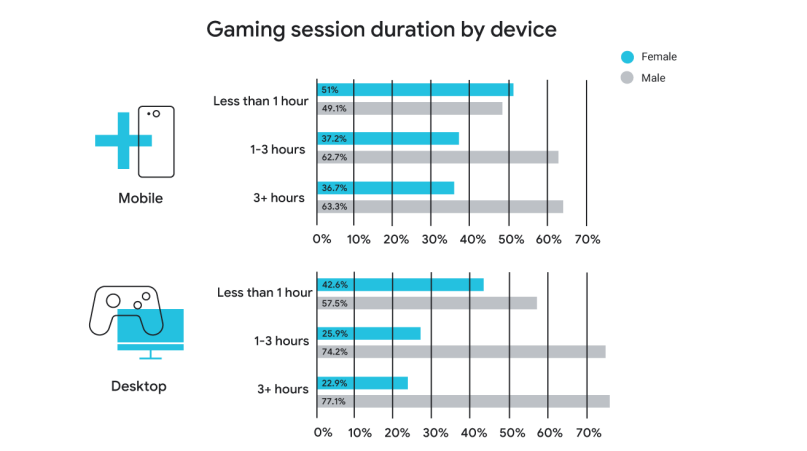 Gaming session duration by device
Female
Male
Less than 1 hour
51%
49.1%
1-3 hours
37.2%
62.7%
3+ hours
36.7%
63.3%
Mobile
0% 10% 20% 30% 40% 50% 60% 70%
Less than 1 hour
42.6%
57.5%
1-3 hours
25.9%
74.2%
3+ hours
22.9%
77.1%
Desktop
0% 10% 20% 30% 40% 50% 60% 70%